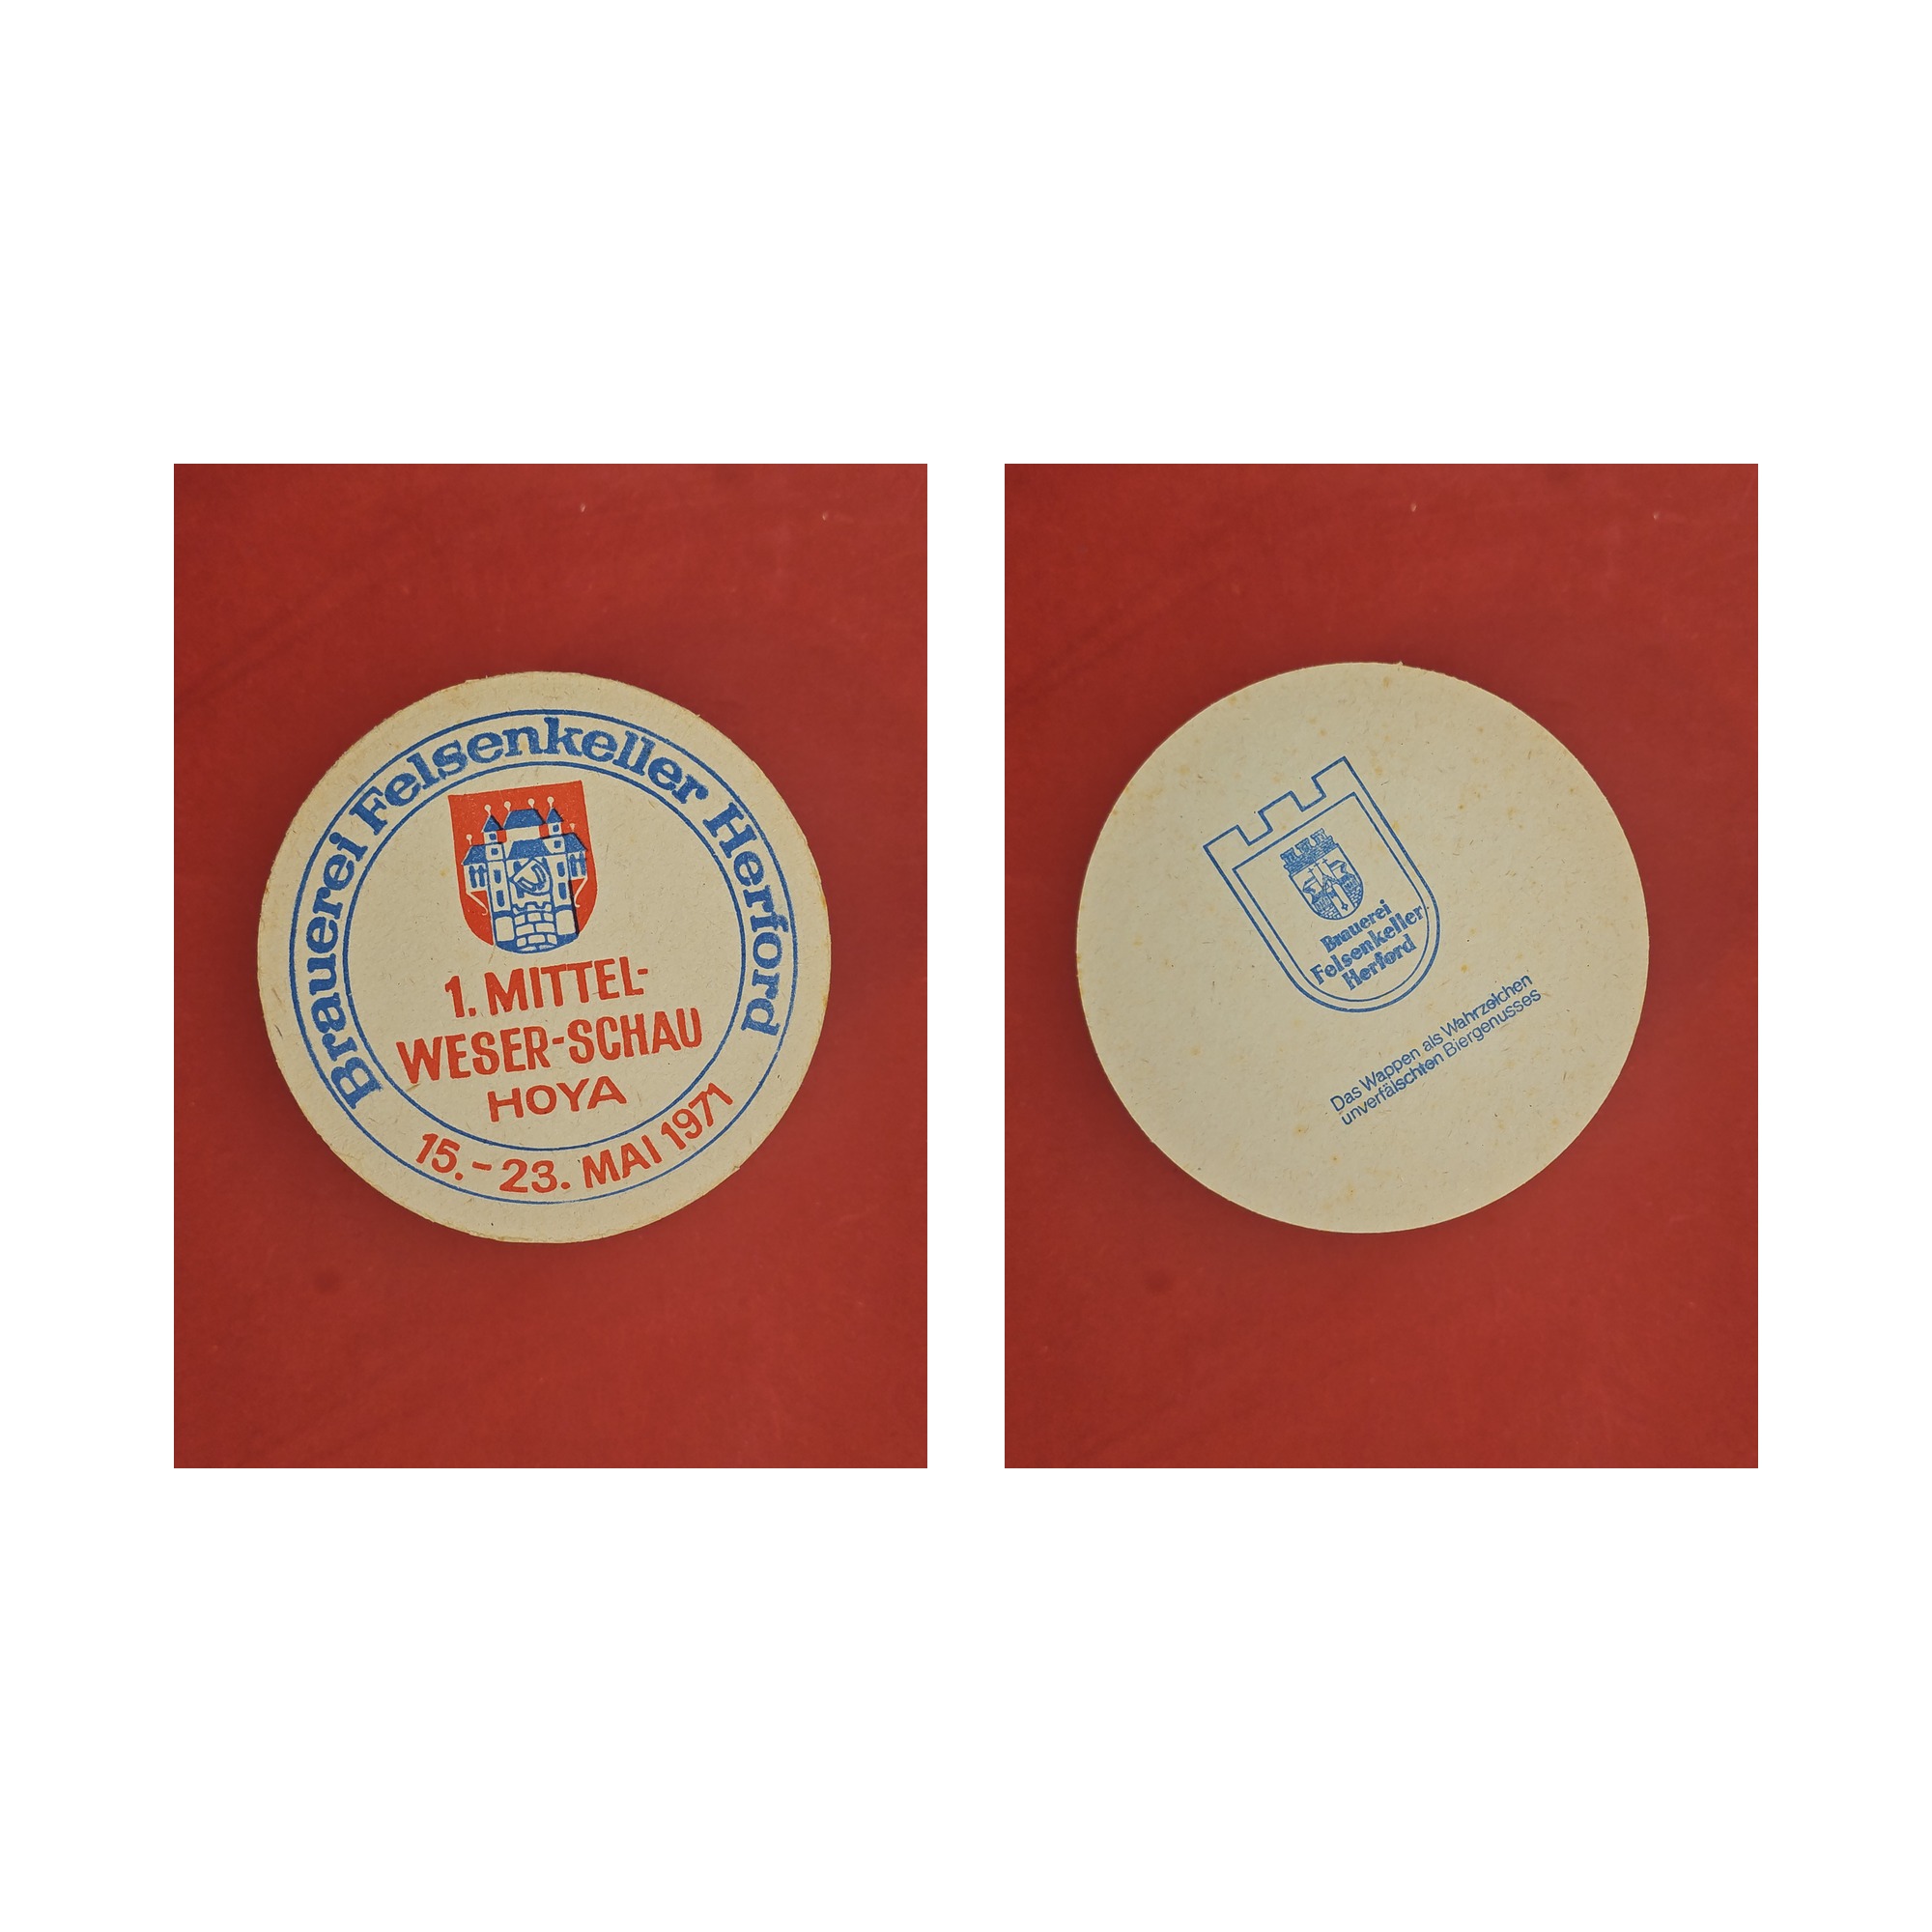 Brauerei Felsenkeller Herford
1. MITTEL-
WESER-SCHAU
HOYA
15.-23. MAI 1971
Brauerei
Felsenkeller
Herford
Das Wappen als Wahrzeichen
unverfälschten Biergenusses